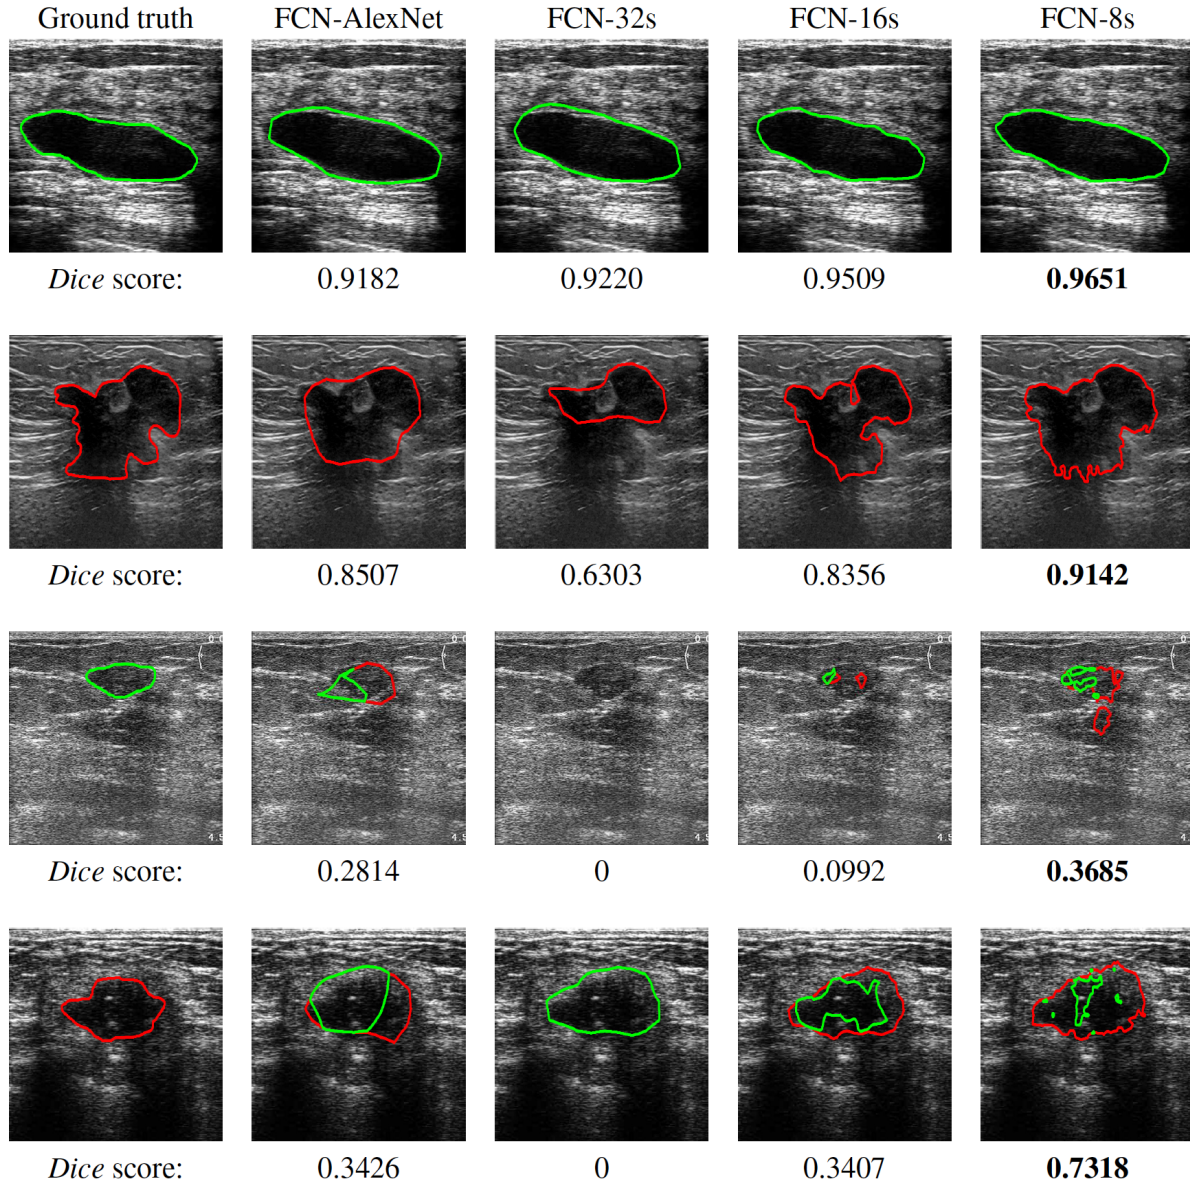 Ground truth FCN-AlexNet FCN-32s FCN-16s FCN-8s
Dice score: 0.9182 0.9220 0.9509 0.9651
Dice score: 0.8507 0.6303 0.8356 0.9142
Dice score: 0.2814 0 0.0992 0.3685
Dice score: 0.3426 0 0.3407 0.7318